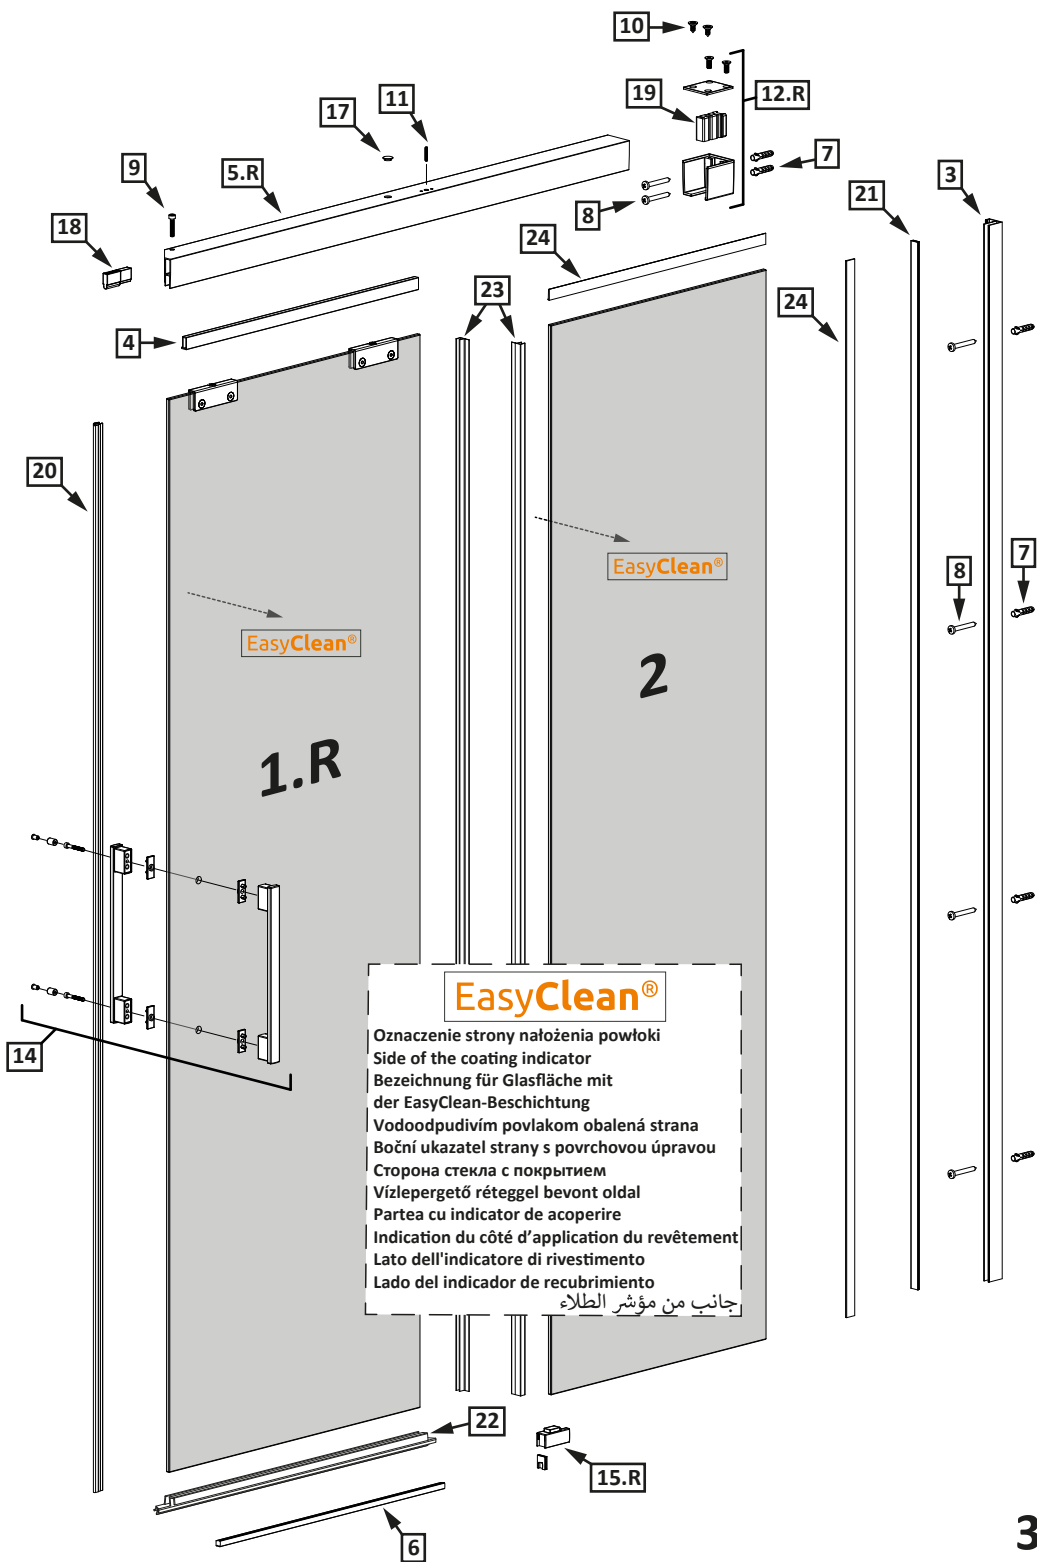 10
12.R
19
11
17
7
9
5.R
3
21
8
18
24
23
24
4
20
EasyClean®
8
7
EasyClean®
2
1.R
EasyClean®
Oznaczenie strony nałożenia powłoki
Side of the coating indicator
Bezeichnung für Glasfläche mit
der EasyClean-Beschichtung
Vodoodpudivím povlakom obalená strana
Boční ukazatel strany s povrchovou úpravou
Сторона стекла с покрытием
Vízlepergető réteggel bevont oldal
Partea cu indicator de acoperire
Indication du côté d’application du revêtement
Lato dell'indicatore di rivestimento
Lado del indicador de recubrimiento
جانب من مؤشر الطلاء
14
22
15.R
6
3